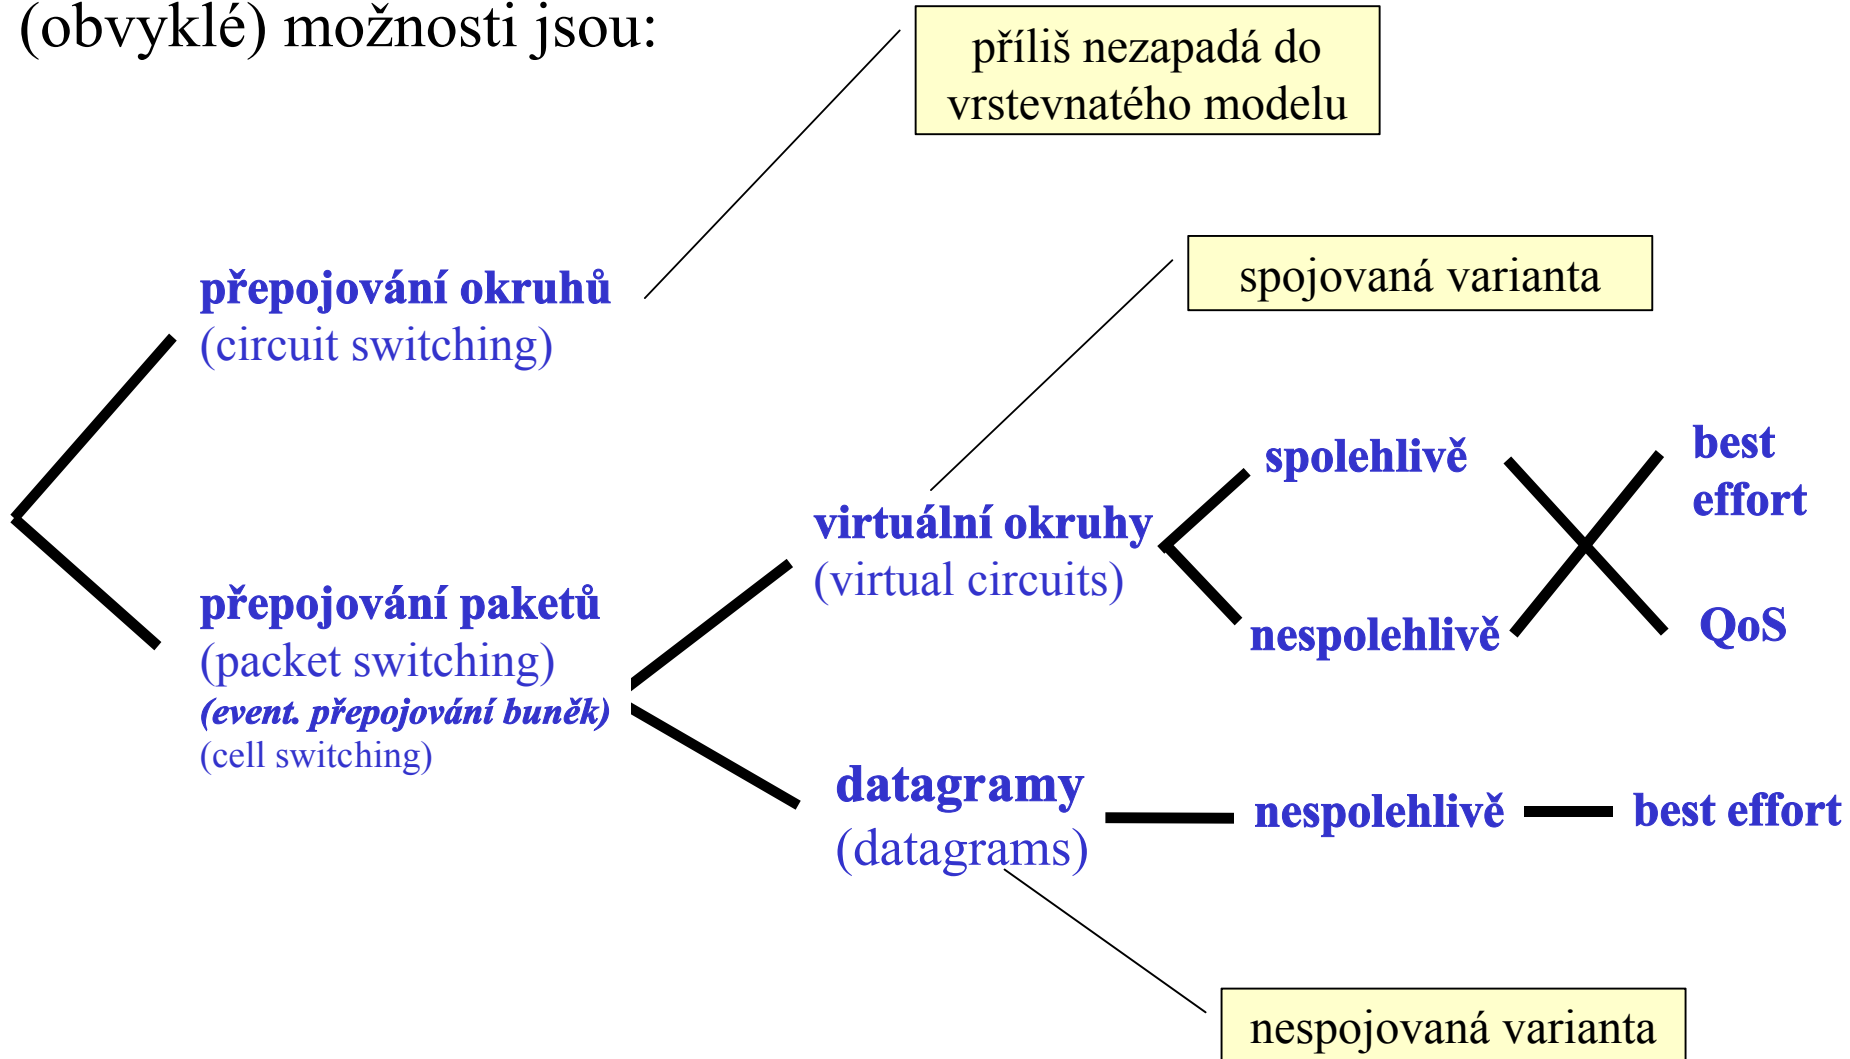 (obvyklé) možnosti jsou:
příliš nezapadá do
vrstevnatého modelu
spojovaná varianta
přepojování okruhů
(circuit switching)
spolehlivě
best
effort
virtuální okruhy
(virtual circuits)
nespolehlivě
QoS
přepojování paketů
(packet switching)
(event. přepojování buněk)
(cell switching)
datagramy
(datagrams)
nespolehlivě
best effort
nespojovaná varianta